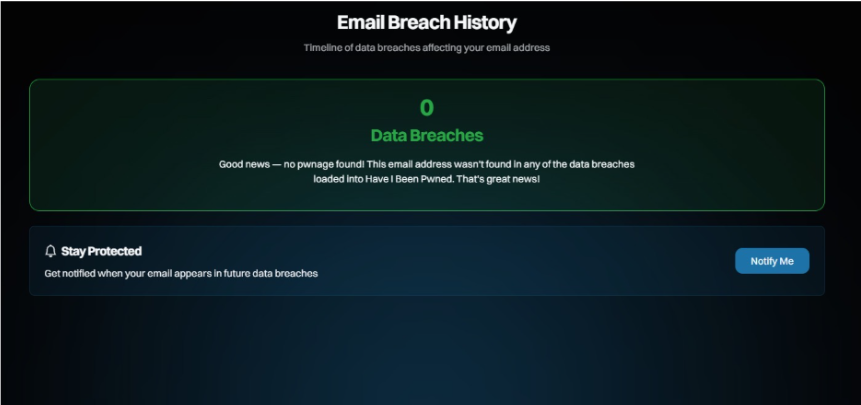 Email Breach History
Timeline of data breaches affecting your email address
0
Data Breaches
Good news — no pwnage found! This email address wasn't found in any of the data breaches
loaded into Have I Been Pwned. That's great news!
Stay Protected
Get notified when your email appears in future data breaches
Notify Me